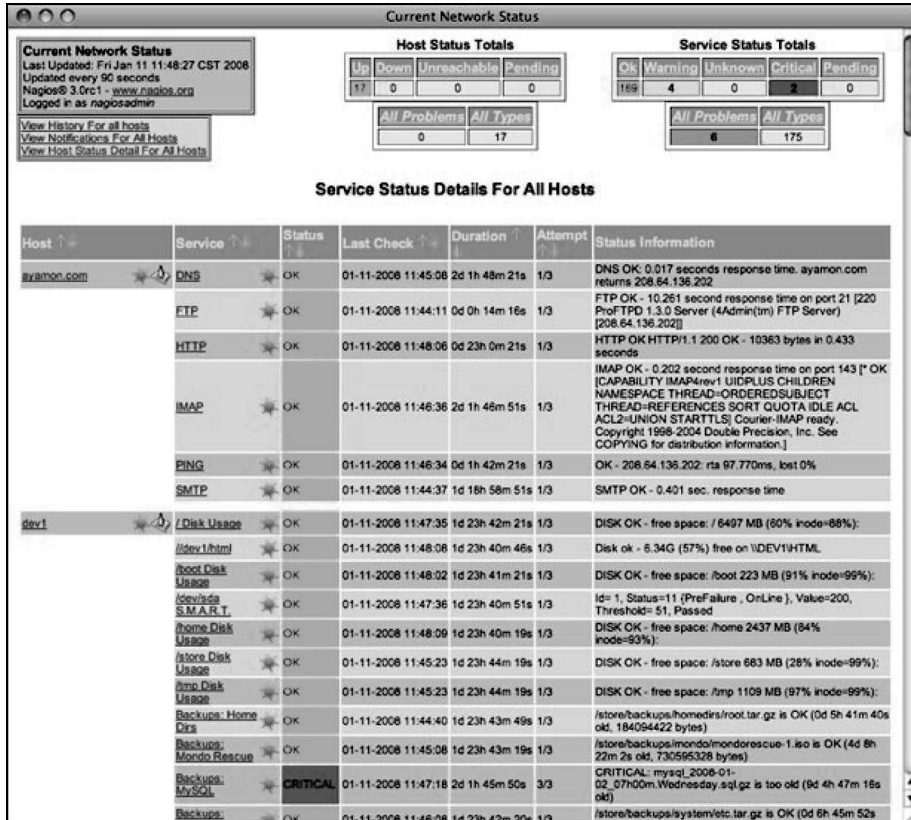 Current Network Status
Current Network Status
Last Updated: Fri Jan 11 11:48:27 CST 2008
Updated every 90 seconds
Nagios® 3.0rc1 - www.nagios.org
Logged in as nagiosadmin
View History For all hosts
View Notifications For All Hosts
View Host Status Detail For All Hosts
Host Status Totals
Up Down Unreachable Pending
17 0 0 0
All Problems All Types
0 17
Service Status Totals
Ok Warning Unknown Critical Pending
169 4 0 2 0
All Problems All Types
6 175
Service Status Details For All Hosts
Host Service Status Last Check Duration Attempt Status Information
ayamon.com DNS OK 01-11-2008 11:45:08 2d 1h 48m 21s 1/3 DNS OK: 0.017 seconds response time. ayamon.com
returns 208.64.136.202
FTP OK 01-11-2008 11:44:11 0d 0h 14m 16s 1/3 FTP OK - 10.261 second response time on port 21 [220
ProFTPD 1.3.0 Server (4Admin(tm) FTP Server)
[208.64.136.202]]
HTTP OK 01-11-2008 11:48:06 0d 23h 0m 21s 1/3 HTTP OK HTTP/1.1 200 OK - 10363 bytes in 0.433
seconds
IMAP OK 01-11-2008 11:46:36 2d 1h 46m 51s 1/3 IMAP OK - 0.202 second response time on port 143 [* OK
[CAPABILITY IMAP4rev1 UIDPLUS CHILDREN
NAMESPACE THREAD=ORDEREDSUBJECT
THREAD=REFERENCES SORT QUOTA IDLE ACL
ACL2=UNION STARTTLS] Courier-IMAP ready.
Copyright 1998-2004 Double Precision, Inc. See
COPYING for distribution information.]
PING OK 01-11-2008 11:46:34 0d 1h 42m 21s 1/3 OK - 208.64.136.202: rta 97.770ms, lost 0%
SMTP OK 01-11-2008 11:44:37 1d 18h 58m 51s 1/3 SMTP OK - 0.401 sec. response time
dev1 / Disk Usage OK 01-11-2008 11:47:35 1d 23h 42m 21s 1/3 DISK OK - free space: / 6497 MB (60% inode=88%):
//dev1/html OK 01-11-2008 11:48:08 1d 23h 40m 46s 1/3 Disk ok - 6.34G (57%) free on \\DEV1\HTML
/boot Disk
Usage OK 01-11-2008 11:48:02 1d 23h 41m 21s 1/3 DISK OK - free space: /boot 223 MB (91% inode=99%):
/dev/sda
S.M.A.R.T. OK 01-11-2008 11:47:36 1d 23h 40m 51s 1/3 Id= 1, Status=11 {PreFailure , OnLine }, Value=200,
Threshold= 51, Passed
/home Disk
Usage OK 01-11-2008 11:48:09 1d 23h 40m 19s 1/3 DISK OK - free space: /home 2437 MB (84%
inode=93%):
/store Disk
Usage OK 01-11-2008 11:45:23 1d 23h 44m 19s 1/3 DISK OK - free space: /store 683 MB (28% inode=99%):
/tmp Disk
Usage OK 01-11-2008 11:45:23 1d 23h 44m 19s 1/3 DISK OK - free space: /tmp 1109 MB (97% inode=99%):
Backups: Home
Dirs OK 01-11-2008 11:44:40 1d 23h 43m 49s 1/3 /store/backups/homedirs/root.tar.gz is OK (0d 5h 41m 40s
old, 184094422 bytes)
Backups:
Mondo Rescue OK 01-11-2008 11:45:08 1d 23h 43m 19s 1/3 /store/backups/mondo/mondorescue-1.iso is OK (4d 8h
22m 2s old, 730595328 bytes)
Backups:
MySQL CRITICAL 01-11-2008 11:47:18 2d 1h 45m 50s 3/3 CRITICAL: mysql_2008-01-
02_07h00m.Wednesday.sql.gz is too old (9d 4h 47m 16s
old)
Backups: OK 01-11-2008 11:46:08 1d 23h 42m 20s 1/3 /store/backups/system/etc.tar.gz is OK (0d 6h 45m 52s